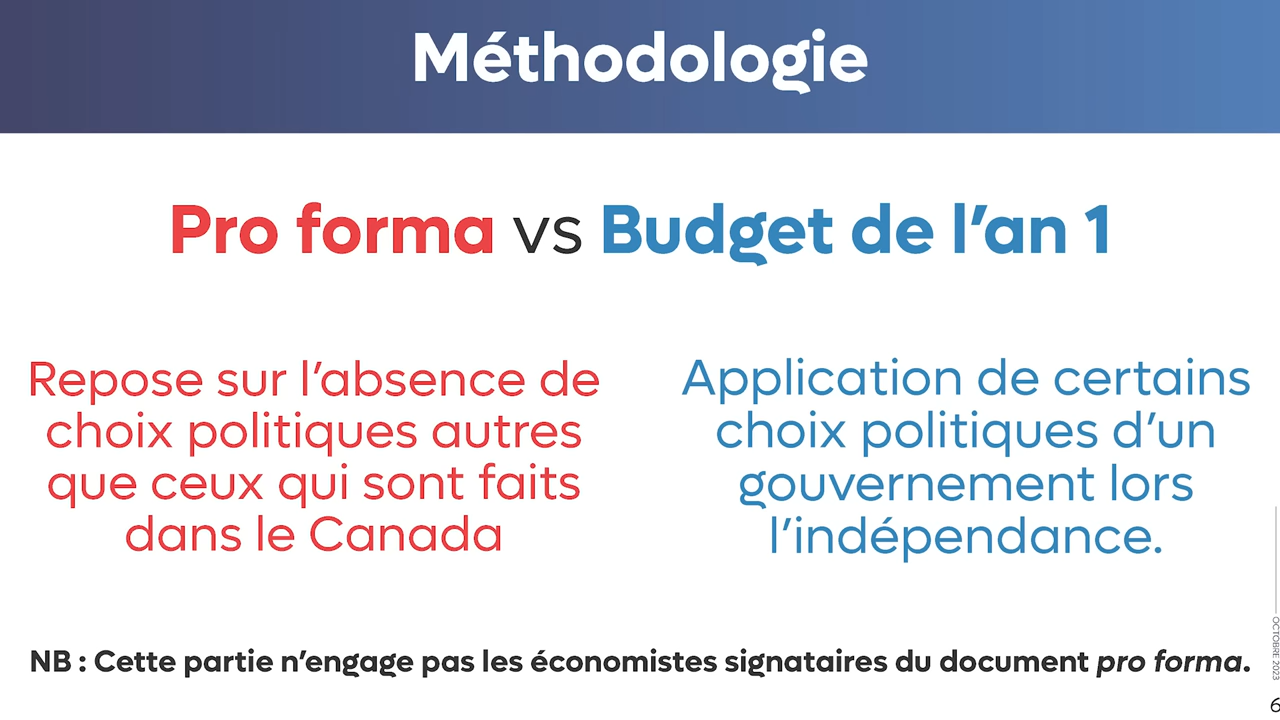 Méthodologie
Pro forma vs Budget de l’an 1
Repose sur l’absence de
choix politiques autres
que ceux qui sont faits
dans le Canada
Application de certains
choix politiques d’un
gouvernement lors
l’indépendance.
NB : Cette partie n’engage pas les économistes signataires du document pro forma.
OCTOBRE 2023
6